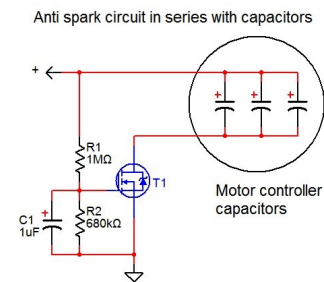 Anti spark circuit in series with capacitors
+
+ + +
R1
1MΩ
T1
+
C1
1uF
R2
680kΩ
Motor controller
capacitors